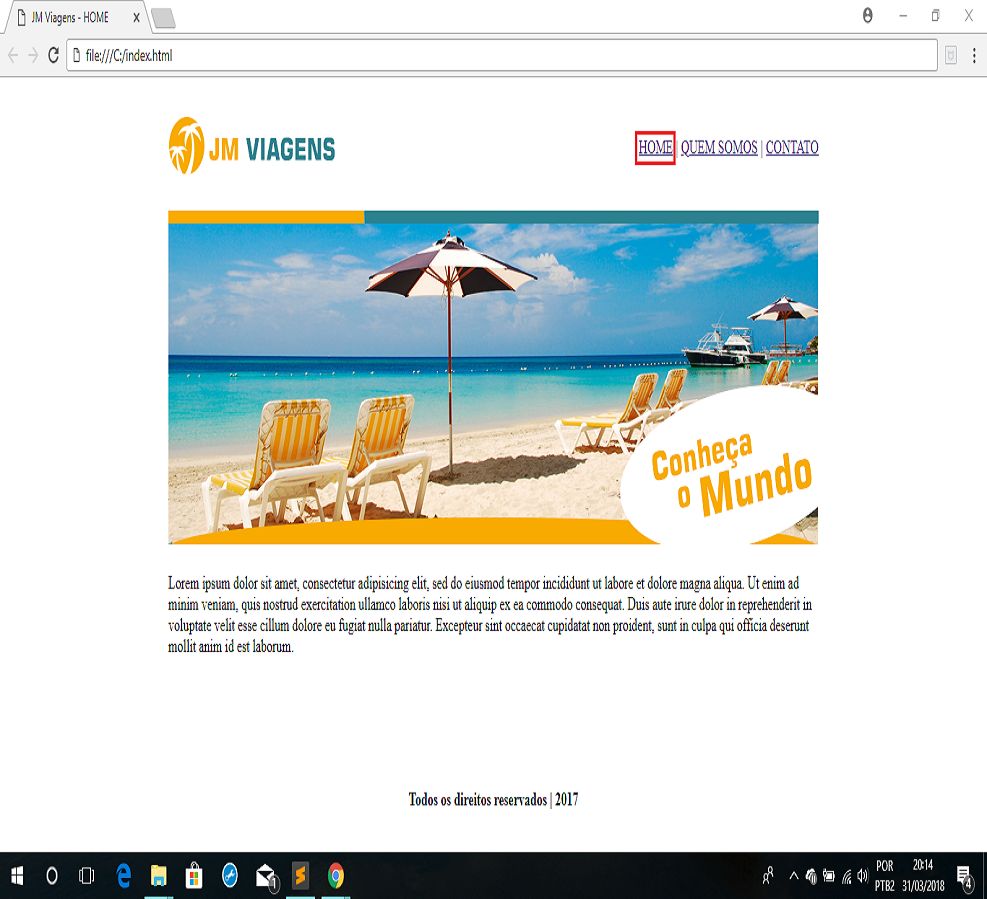 JM Viagens - HOME
file:///C:/index.html
JM VIAGENS
HOME | QUEM SOMOS | CONTATO
Conheça
o Mundo
Lorem ipsum dolor sit amet, consectetur adipisicing elit, sed do eiusmod tempor incididunt ut labore et dolore magna aliqua. Ut enim ad
minim veniam, quis nostrud exercitation ullamco laboris nisi ut aliquip ex ea commodo consequat. Duis aute irure dolor in reprehenderit in
voluptate velit esse cillum dolore eu fugiat nulla pariatur. Excepteur sint occaecat cupidatat non proident, sunt in culpa qui officia deserunt
mollit anim id est laborum.
Todos os direitos reservados | 2017
1
POR
PTB2
20:14
31/03/2018
4